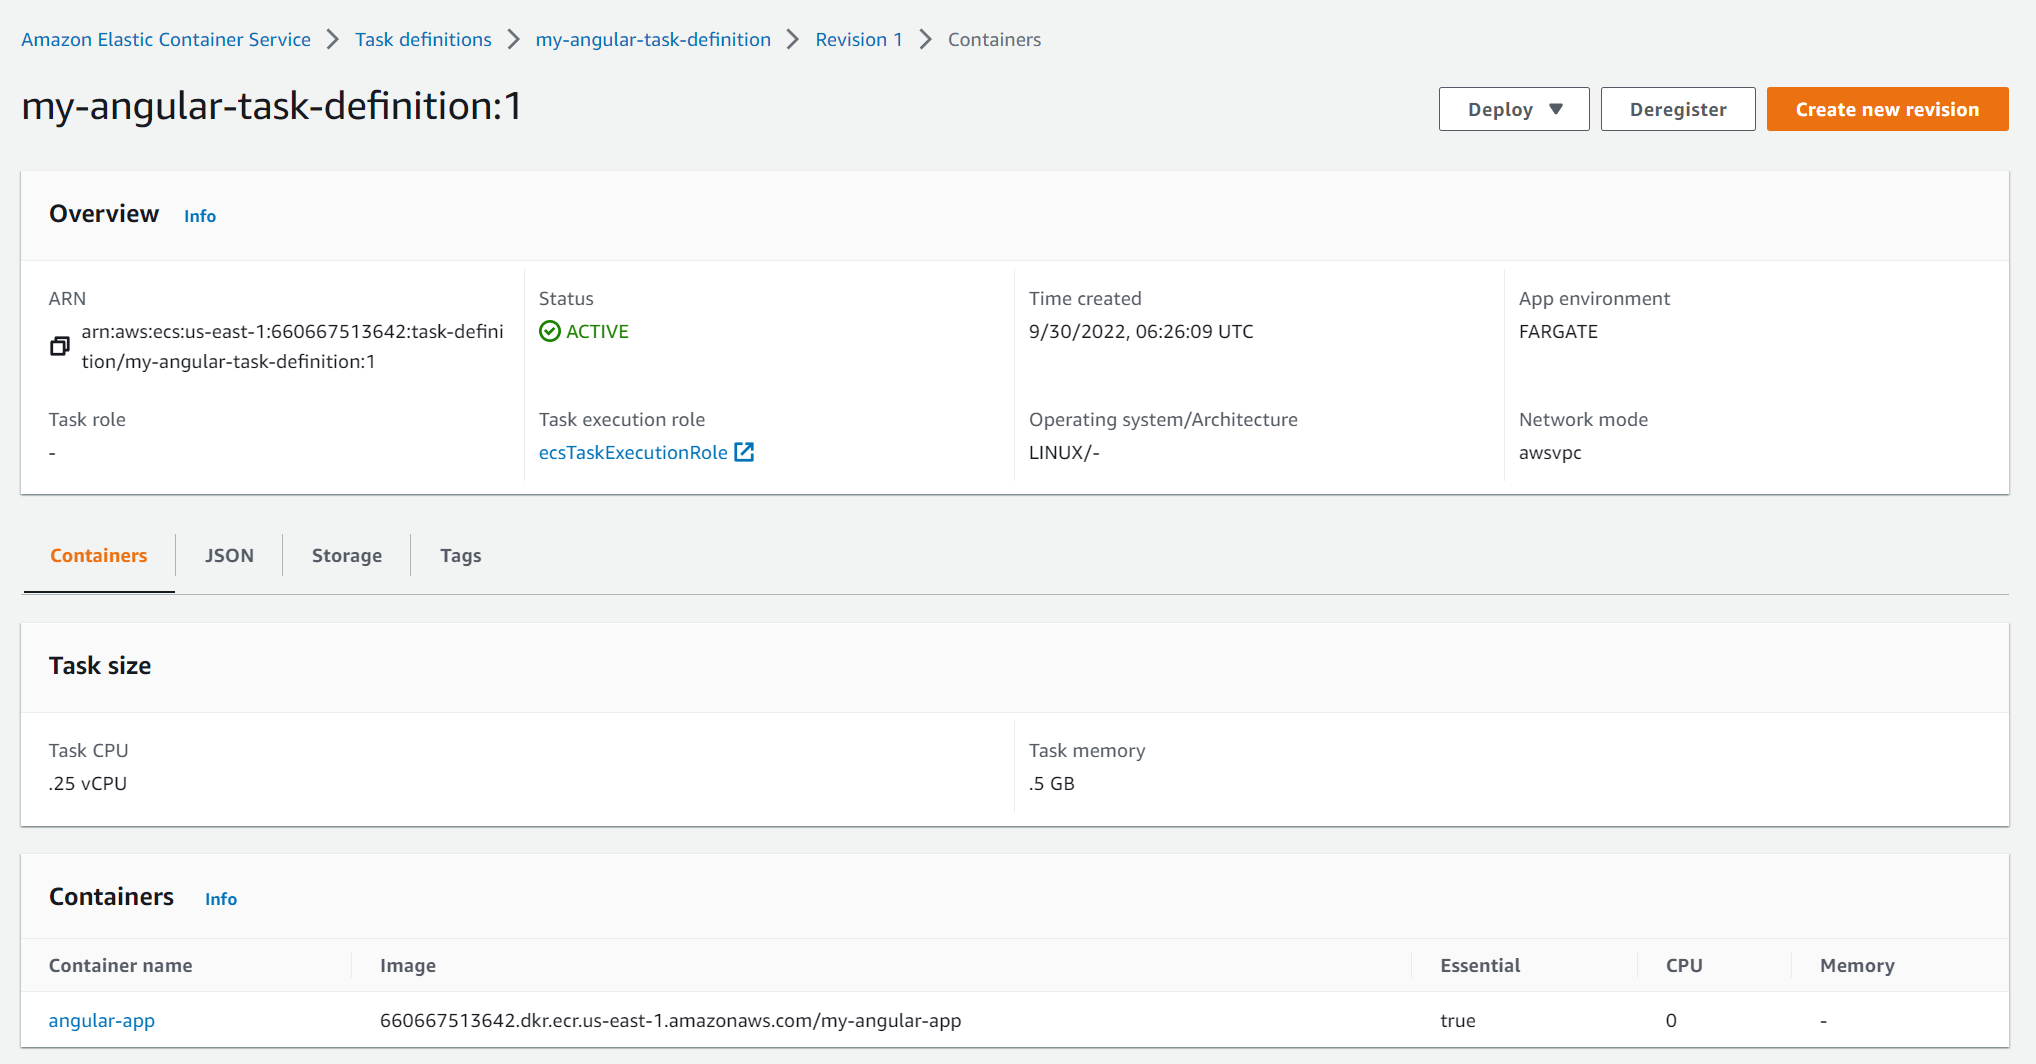 Amazon Elastic Container Service > Task definitions > my-angular-task-definition > Revision 1 > Containers
my-angular-task-definition:1
Deploy ▼ Deregister Create new revision
Overview Info
ARN
arn:aws:ecs:us-east-1:660667513642:task-defini
tion/my-angular-task-definition:1
Status
ACTIVE
Time created
9/30/2022, 06:26:09 UTC
App environment
FARGATE
Task role
-
Task execution role
ecsTaskExecutionRole
Operating system/Architecture
LINUX/-
Network mode
awsvpc
Containers JSON Storage Tags
Task size
Task CPU
.25 vCPU
Task memory
.5 GB
Containers Info
Container name Image Essential CPU Memory
angular-app 660667513642.dkr.ecr.us-east-1.amazonaws.com/my-angular-app true 0 -